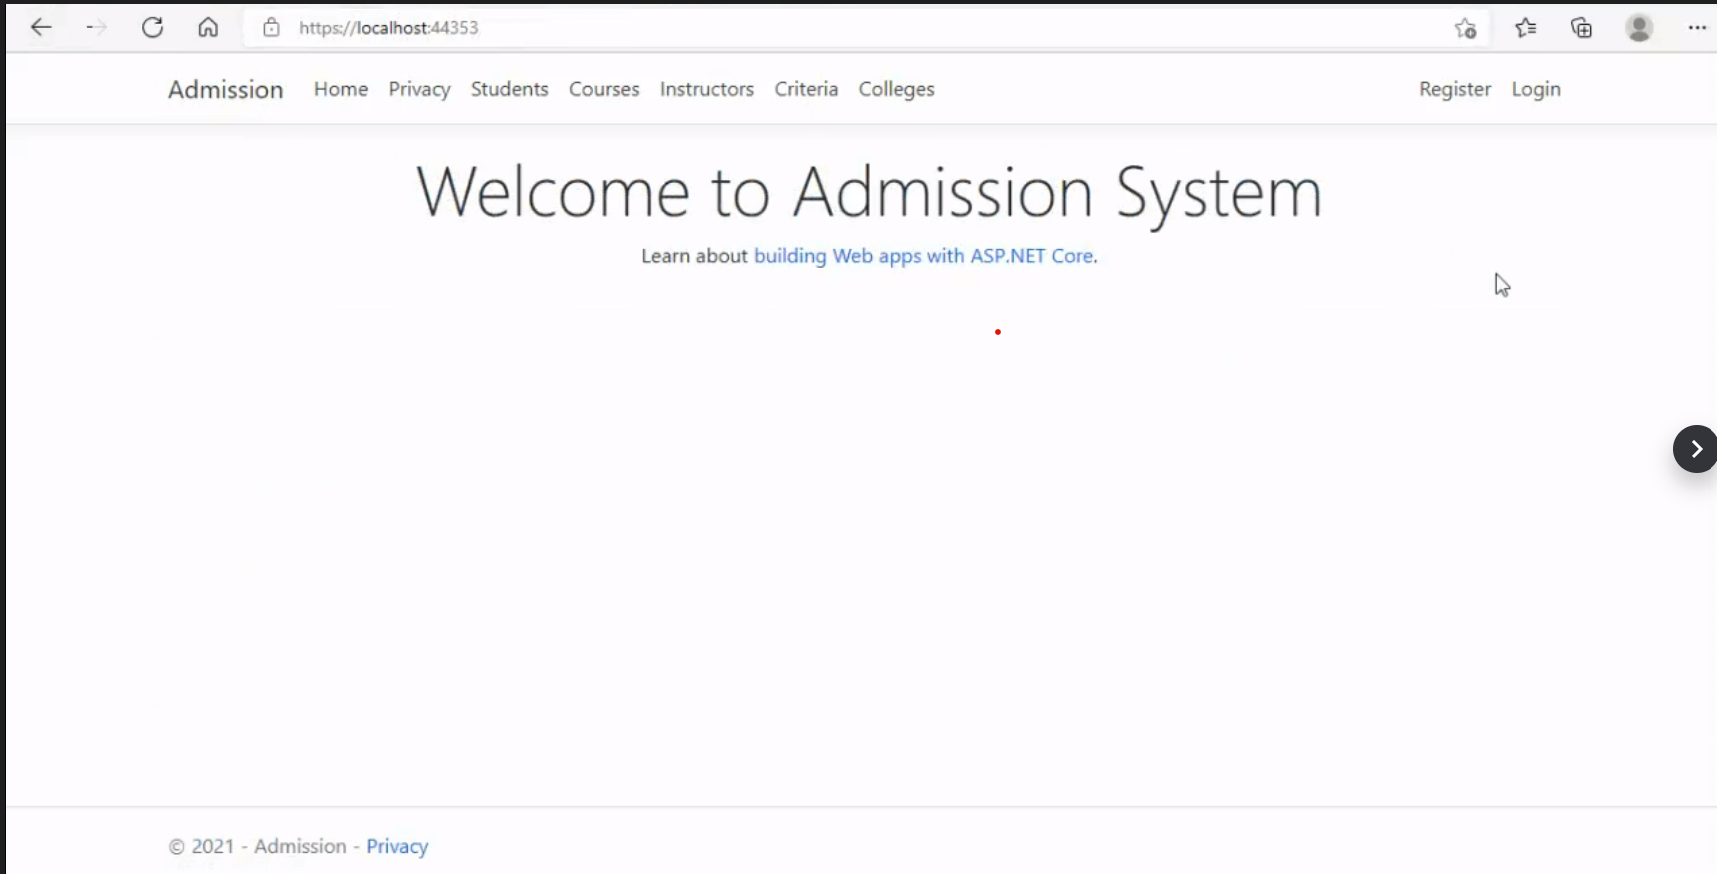 https://localhost:44353
Admission Home Privacy Students Courses Instructors Criteria Colleges Register Login
Welcome to Admission System
Learn about building Web apps with ASP.NET Core.
© 2021 - Admission - Privacy